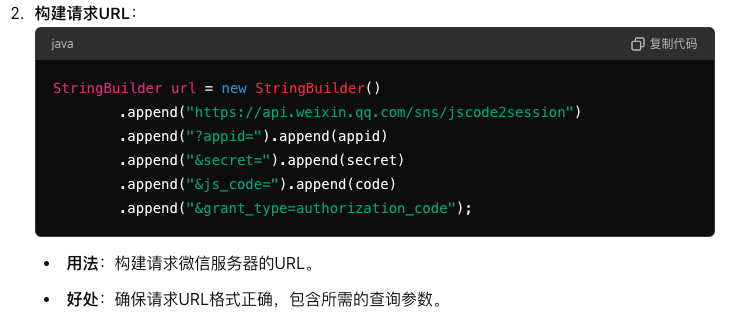 2. 构建请求URL：
java 复制代码
StringBuilder url = new StringBuilder()
        .append("https://api.weixin.qq.com/sns/jscode2session")
        .append("?appid=").append(appid)
        .append("&secret=").append(secret)
        .append("&js_code=").append(code)
        .append("&grant_type=authorization_code");
• 用法：构建请求微信服务器的URL。
• 好处：确保请求URL格式正确，包含所需的查询参数。